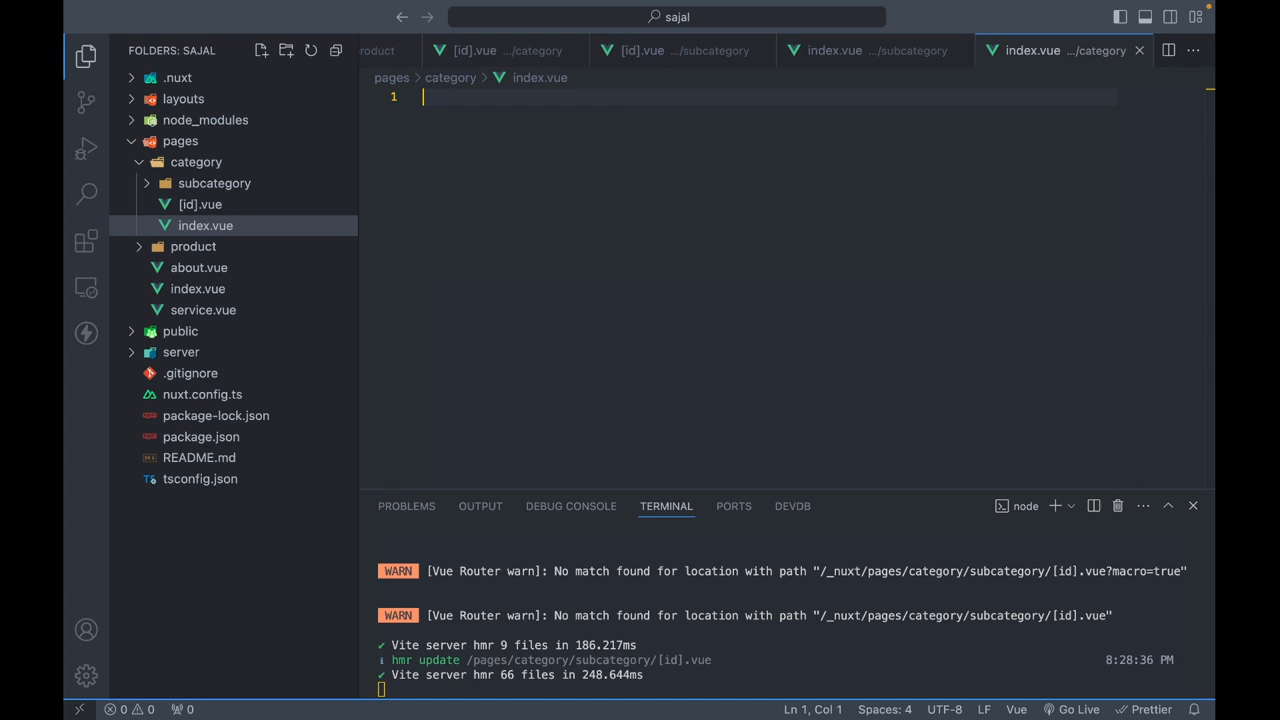 sajal
FOLDERS: SAJAL
.nuxt
layouts
node_modules
pages
category
subcategory
[id].vue
index.vue
product
about.vue
index.vue
service.vue
public
server
.gitignore
nuxt.config.ts
package-lock.json
package.json
README.md
tsconfig.json
roduct [id].vue .../category [id].vue .../subcategory index.vue .../subcategory index.vue .../category
pages > category > index.vue
1
PROBLEMS OUTPUT DEBUG CONSOLE TERMINAL PORTS DEVDB node
WARN [Vue Router warn]: No match found for location with path "/_nuxt/pages/category/subcategory/[id].vue?macro=true"
WARN [Vue Router warn]: No match found for location with path "/_nuxt/pages/category/subcategory/[id].vue"
✔ Vite server hmr 9 files in 186.217ms
ℹ hmr update /pages/category/subcategory/[id].vue 8:28:36 PM
✔ Vite server hmr 66 files in 248.644ms
0 0 0 Ln 1, Col 1 Spaces: 4 UTF-8 LF Vue Go Live Prettier